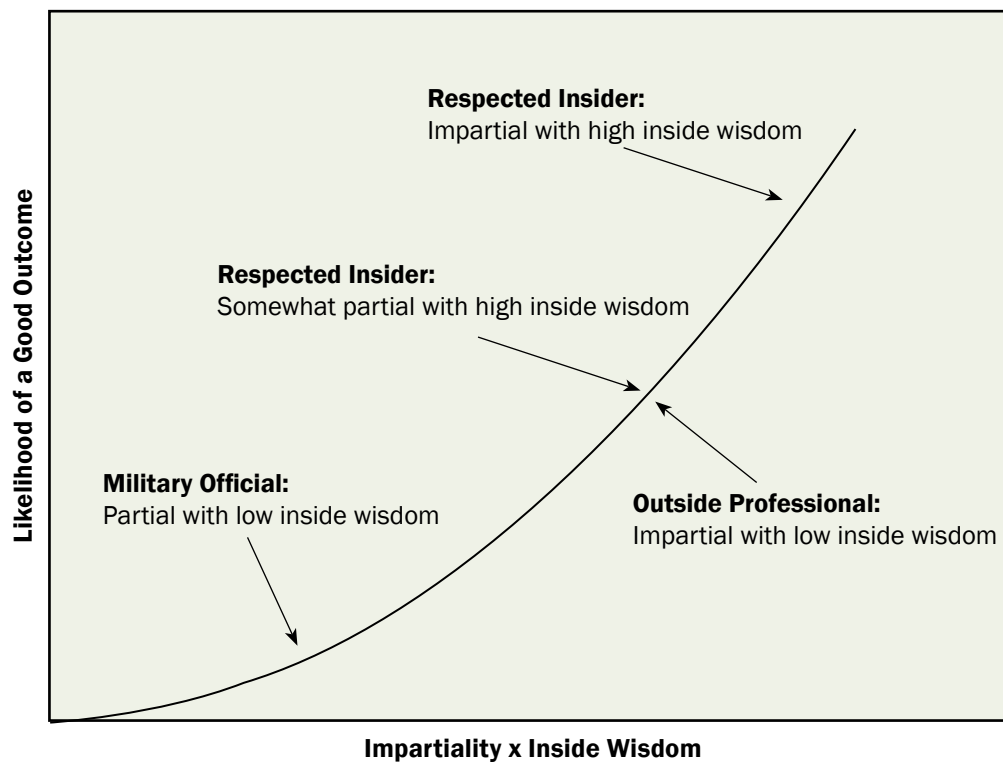 Respected Insider:
Impartial with high inside wisdom
Respected Insider:
Somewhat partial with high inside wisdom
Military Official:
Partial with low inside wisdom
Outside Professional:
Impartial with low inside wisdom
Likelihood of a Good Outcome
Impartiality x Inside Wisdom